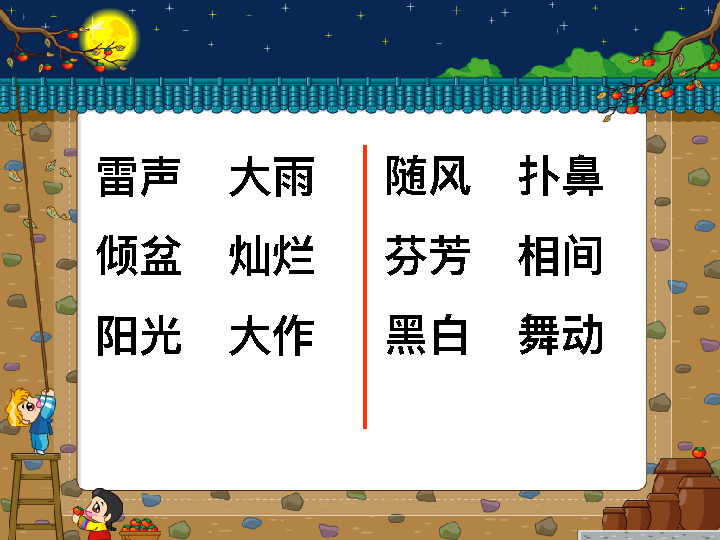 雷声 大雨
倾盆 灿烂
阳光 大作
随风 扑鼻
芬芳 相间
黑白 舞动